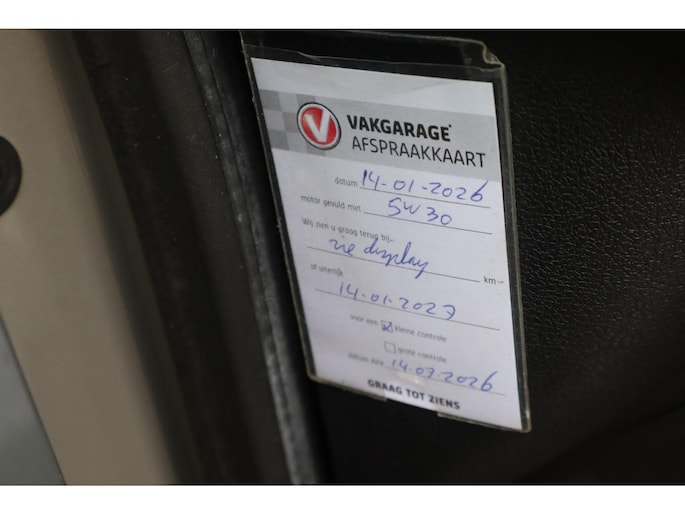 V VAKGARAGE
AFSPRAAKKAART
datum 14-01-2026
motor gevuld met 5W30
Wij zien u graag terug bij
zie display km
of uiterlijk
14-01-2027
voor een ☑ kleine controle
☐ grote controle
datum APK 14-03-2026
GRAAG TOT ZIENS